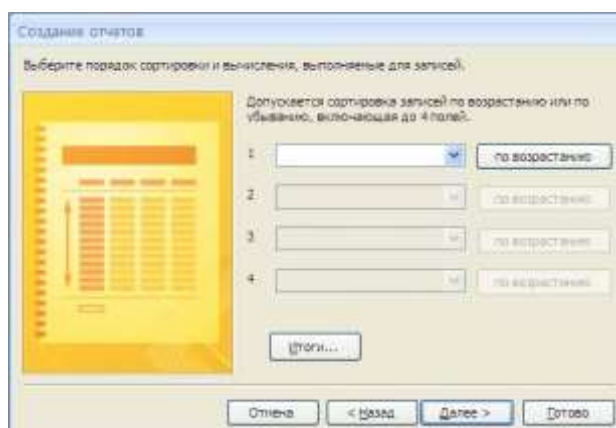 Создание отчетов
Выберите порядок сортировки и вычисления, выполняемые для записей.
Допускается сортировка записей по возрастанию или по
убыванию, включающая до 4 полей.
1 по возрастанию
2 по возрастанию
3 по возрастанию
4 по возрастанию
Итоги...
Отмена < Назад Далее > Готово